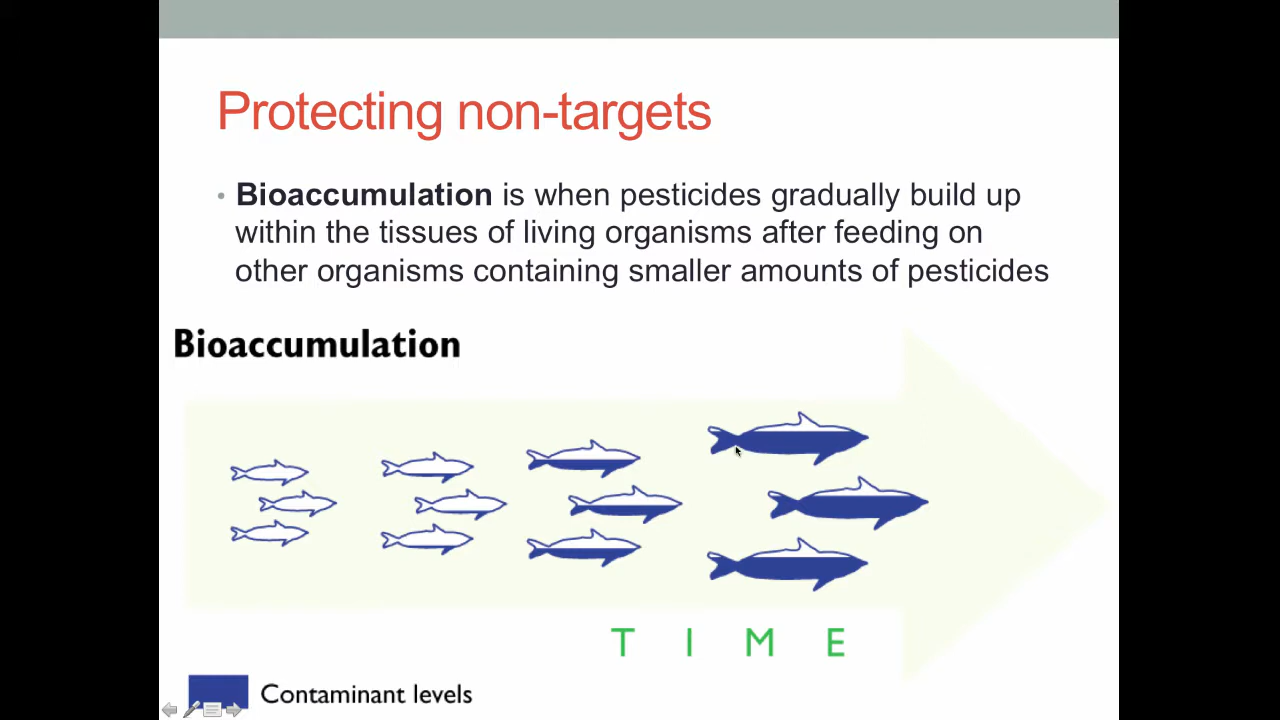 Protecting non-targets
• Bioaccumulation is when pesticides gradually build up
within the tissues of living organisms after feeding on
other organisms containing smaller amounts of pesticides
Bioaccumulation
T I M E
Contaminant levels